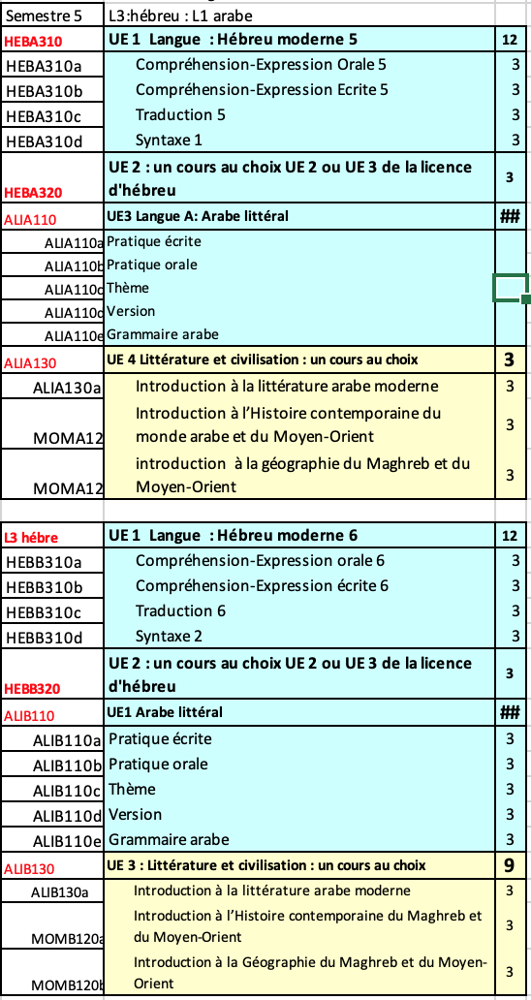 Semestre 5 L3:hébreu : L1 arabe
HEBA310 UE 1 Langue : Hébreu moderne 5 12
HEBA310a Compréhension-Expression Orale 5 3
HEBA310b Compréhension-Expression Ecrite 5 3
HEBA310c Traduction 5 3
HEBA310d Syntaxe 1 3
UE 2 : un cours au choix UE 2 ou UE 3 de la licence
HEBA320 d'hébreu 3
ALIA110 UE3 Langue A: Arabe littéral ##
ALIA110a Pratique écrite
ALIA110b Pratique orale
ALIA110c Thème
ALIA110d Version
ALIA110e Grammaire arabe
ALIA130 UE 4 Littérature et civilisation : un cours au choix 3
ALIA130a Introduction à la littérature arabe moderne 3
Introduction à l'Histoire contemporaine du
MOMA12 monde arabe et du Moyen-Orient 3
introduction à la géographie du Maghreb et du
MOMA12 Moyen-Orient 3
L3 hébre UE 1 Langue : Hébreu moderne 6 12
HEBB310a Compréhension-Expression orale 6 3
HEBB310b Compréhension-Expression écrite 6 3
HEBB310c Traduction 6 3
HEBB310d Syntaxe 2 3
UE 2 : un cours au choix UE 2 ou UE 3 de la licence
HEBB320 d'hébreu 3
ALIB110 UE1 Arabe littéral ##
ALIB110a Pratique écrite 3
ALIB110b Pratique orale 3
ALIB110c Thème 3
ALIB110d Version 3
ALIB110e Grammaire arabe 3
ALIB130 UE 3 : Littérature et civilisation : un cours au choix 9
ALIB130a Introduction à la littérature arabe moderne 3
Introduction à l'Histoire contemporaine du Maghreb et
MOMB120a du Moyen-Orient 3
Introduction à la Géographie du Maghreb et du Moyen-
MOMB120b Orient 3